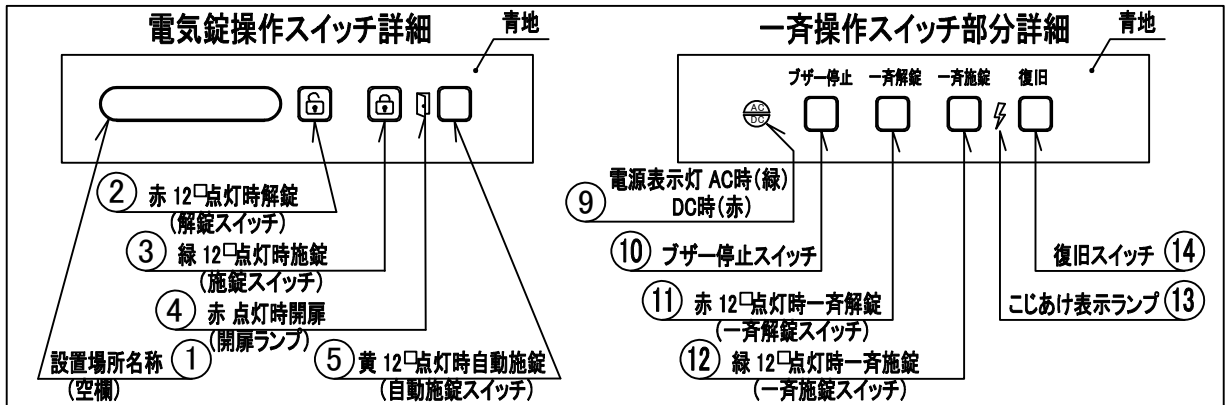 電気錠操作スイッチ詳細
青地
② 赤 12□点灯時解錠
(解錠スイッチ)
③ 緑 12□点灯時施錠
(施錠スイッチ)
④ 赤 点灯時開扉
(開扉ランプ)
設置場所名称 ①
(空欄)
⑤ 黄 12□点灯時自動施錠
(自動施錠スイッチ)
一斉操作スイッチ部分詳細
青地
ブザー停止 一斉解錠 一斉施錠 復旧
AC
DC
⑨ 電源表示灯 AC時(緑)
DC時(赤)
⑩ ブザー停止スイッチ
復旧スイッチ ⑭
⑪ 赤 12□点灯時一斉解錠
(一斉解錠スイッチ)
こじあけ表示ランプ ⑬
⑫ 緑 12□点灯時一斉施錠
(一斉施錠スイッチ)